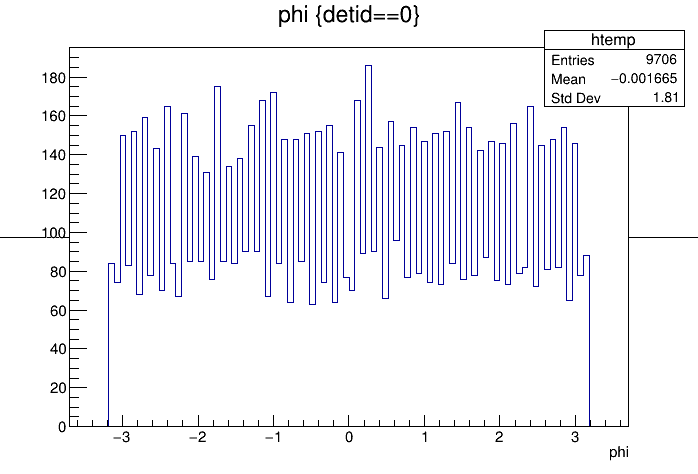 phi {detid==0}
htemp
Entries 9706
Mean −0.001665
Std Dev 1.81
180
160
140
120
100
80
60
40
20
0
−3 −2 −1 0 1 2 3
phi